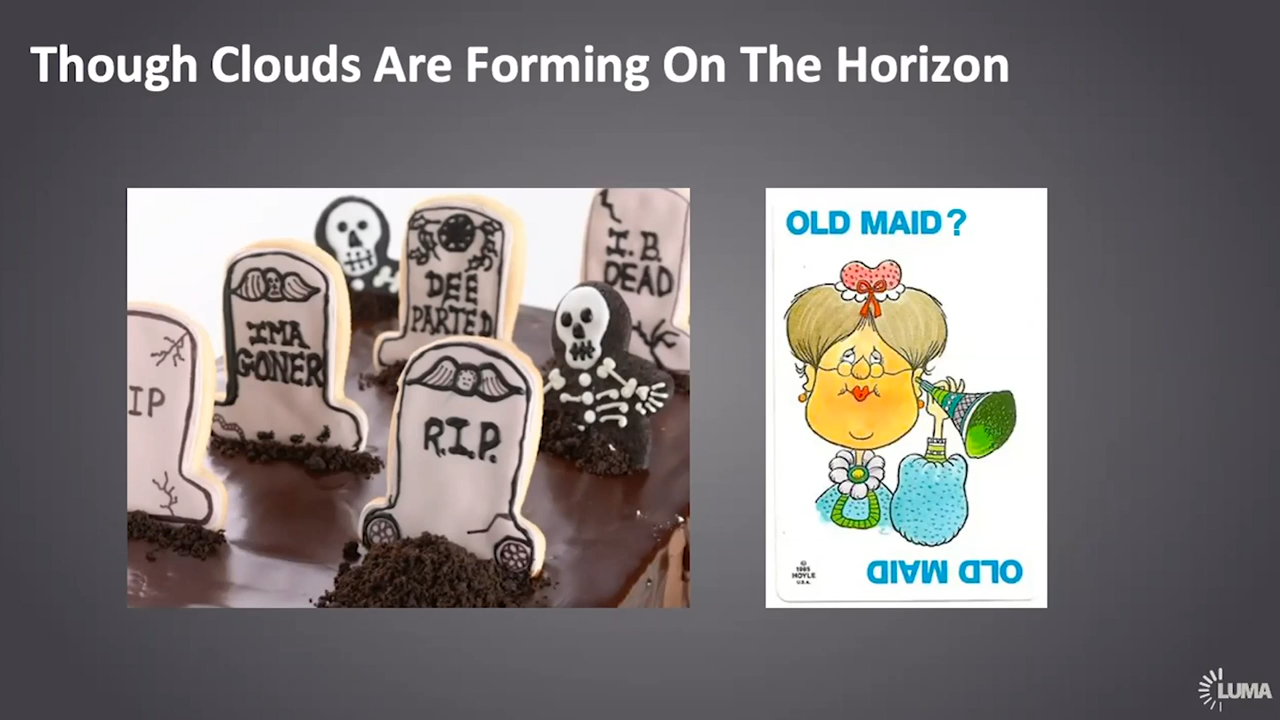 Though Clouds Are Forming On The Horizon
IP
IMA
GONER
DEE
PARTED
I.B.
DEAD
R.I.P.
OLD MAID?
©
1995
HOYLE
U.S.A.
OLD MAID
LUMA